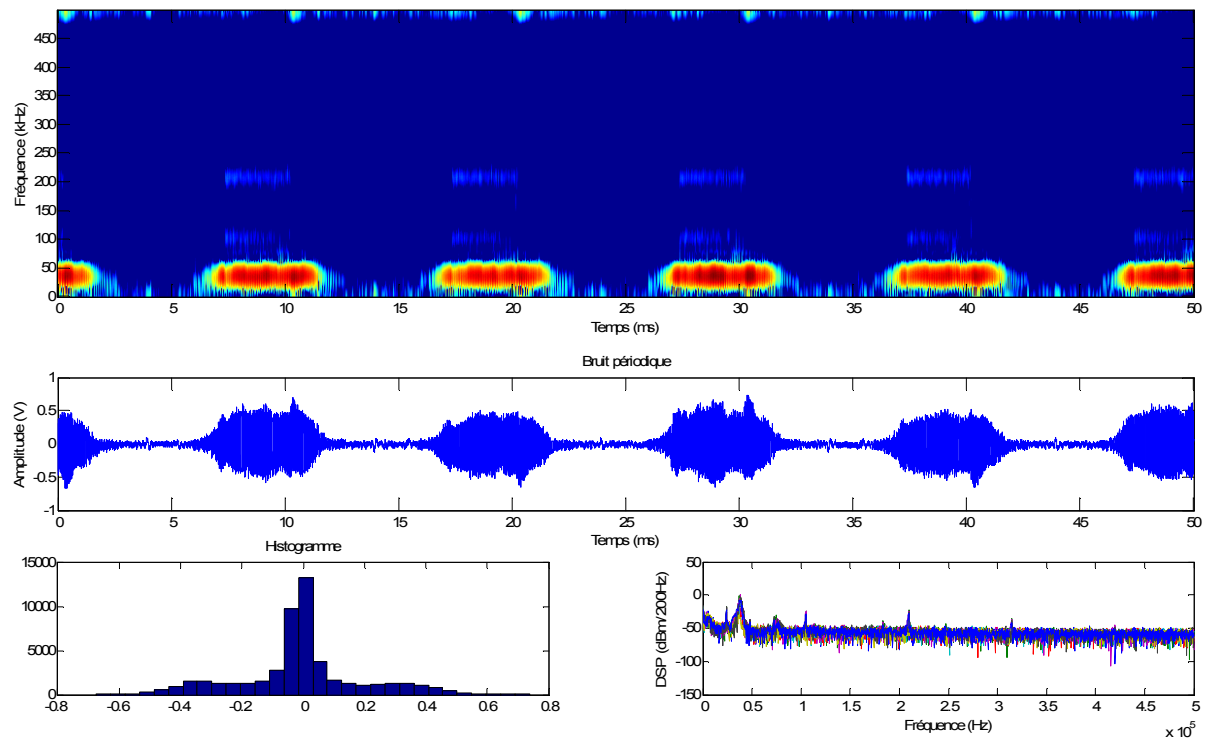 450
400
350
300
250
200
150
100
50
0
Fréquence (kHz)
0 5 10 15 20 25 30 35 40 45 50
Temps (ms)
Bruit périodique
1
0.5
0
-0.5
-1
Amplitude (V)
0 5 10 15 20 25 30 35 40 45 50
Temps (ms)
Histogramme
15000
10000
5000
0
-0.8 -0.6 -0.4 -0.2 0 0.2 0.4 0.6 0.8
50
0
-50
-100
-150
DSP (dBm/200Hz)
0 0.5 1 1.5 2 2.5 3 3.5 4 4.5 5
Fréquence (Hz)
x 10^5